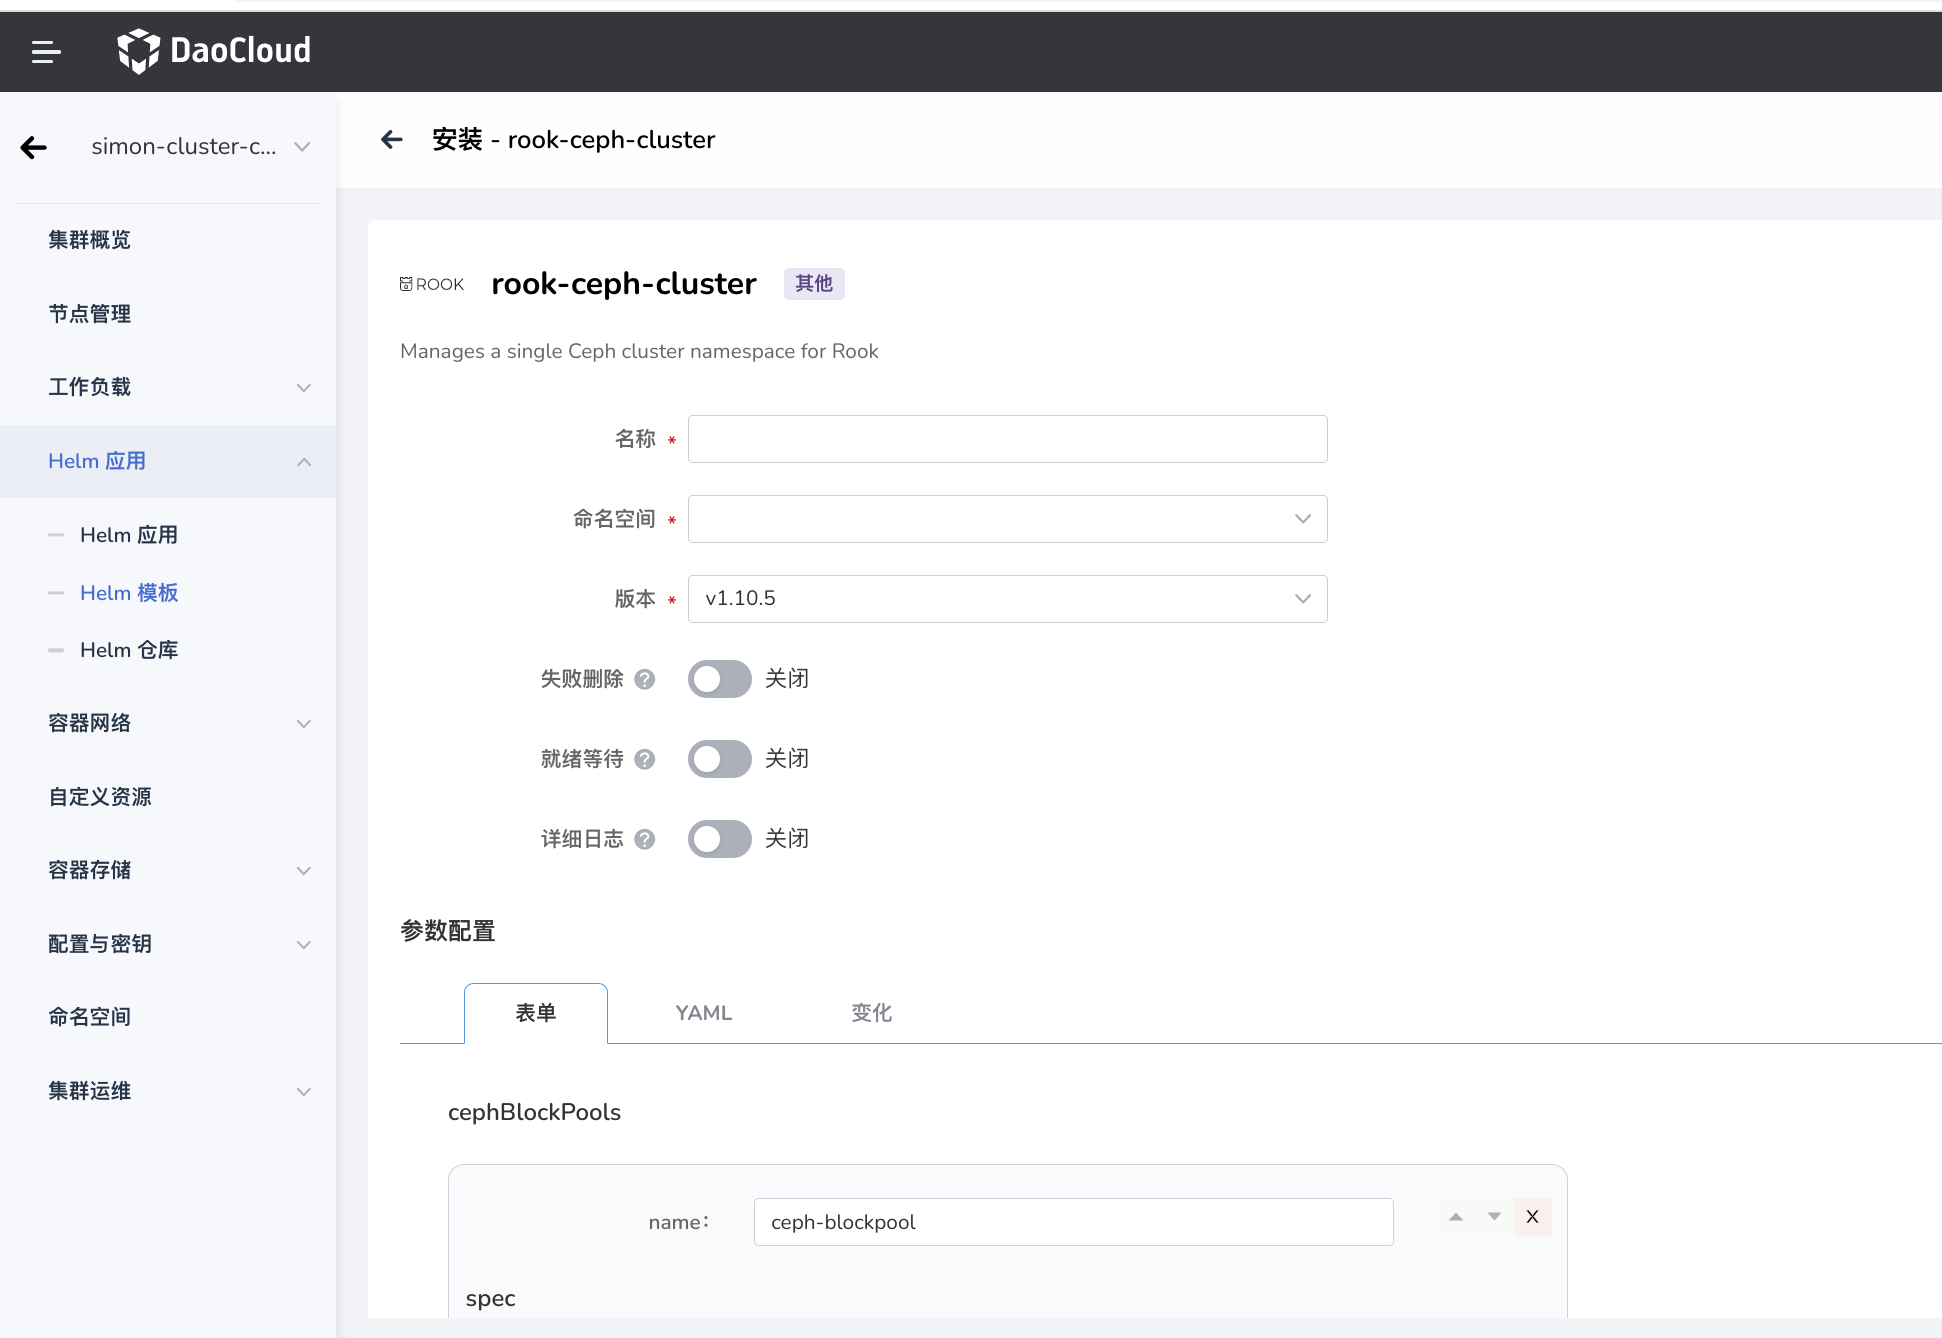 DaoCloud
simon-cluster-c...
集群概览
节点管理
工作负载
Helm 应用
Helm 应用
Helm 模板
Helm 仓库
容器网络
自定义资源
容器存储
配置与密钥
命名空间
集群运维
安装 - rook-ceph-cluster
ROOK rook-ceph-cluster 其他
Manages a single Ceph cluster namespace for Rook
名称 *
命名空间 *
版本 * v1.10.5
失败删除 ? 关闭
就绪等待 ? 关闭
详细日志 ? 关闭
参数配置
表单 YAML 变化
cephBlockPools
name： ceph-blockpool X
spec